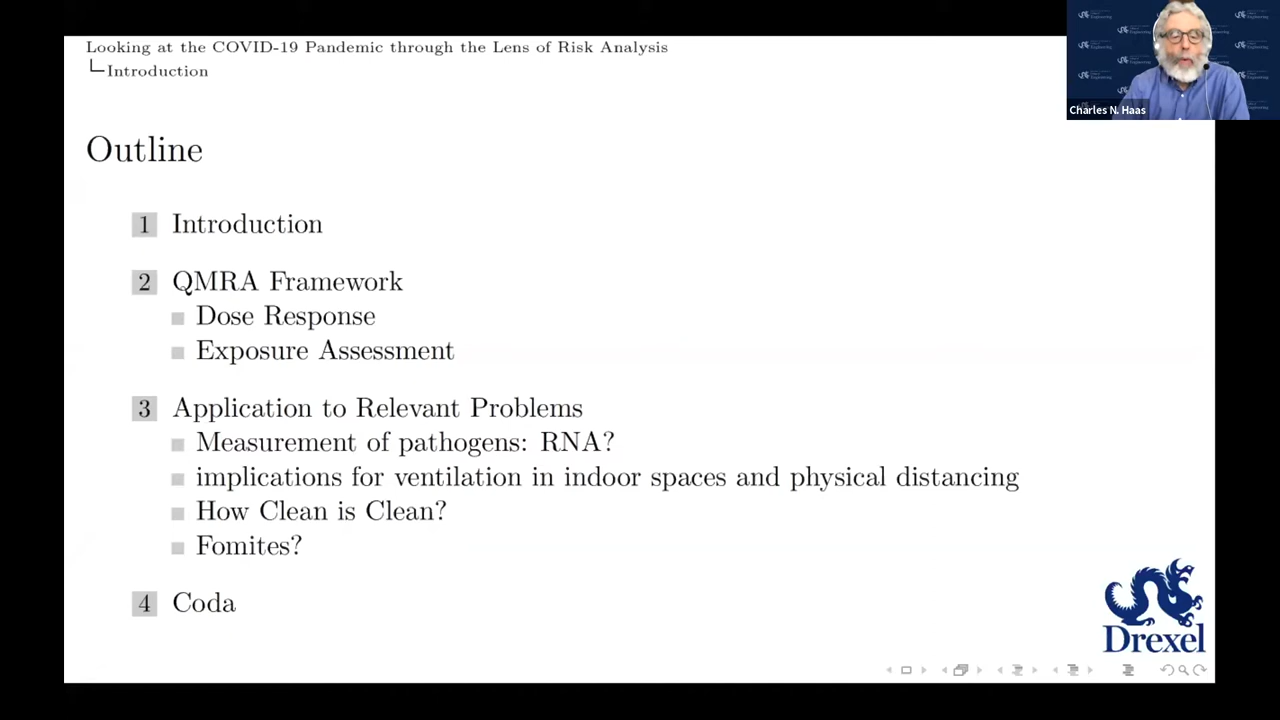 Looking at the COVID-19 Pandemic through the Lens of Risk Analysis
Introduction
Charles N. Haas
Outline
1 Introduction
2 QMRA Framework
Dose Response
Exposure Assessment
3 Application to Relevant Problems
Measurement of pathogens: RNA?
implications for ventilation in indoor spaces and physical distancing
How Clean is Clean?
Fomites?
4 Coda
Drexel